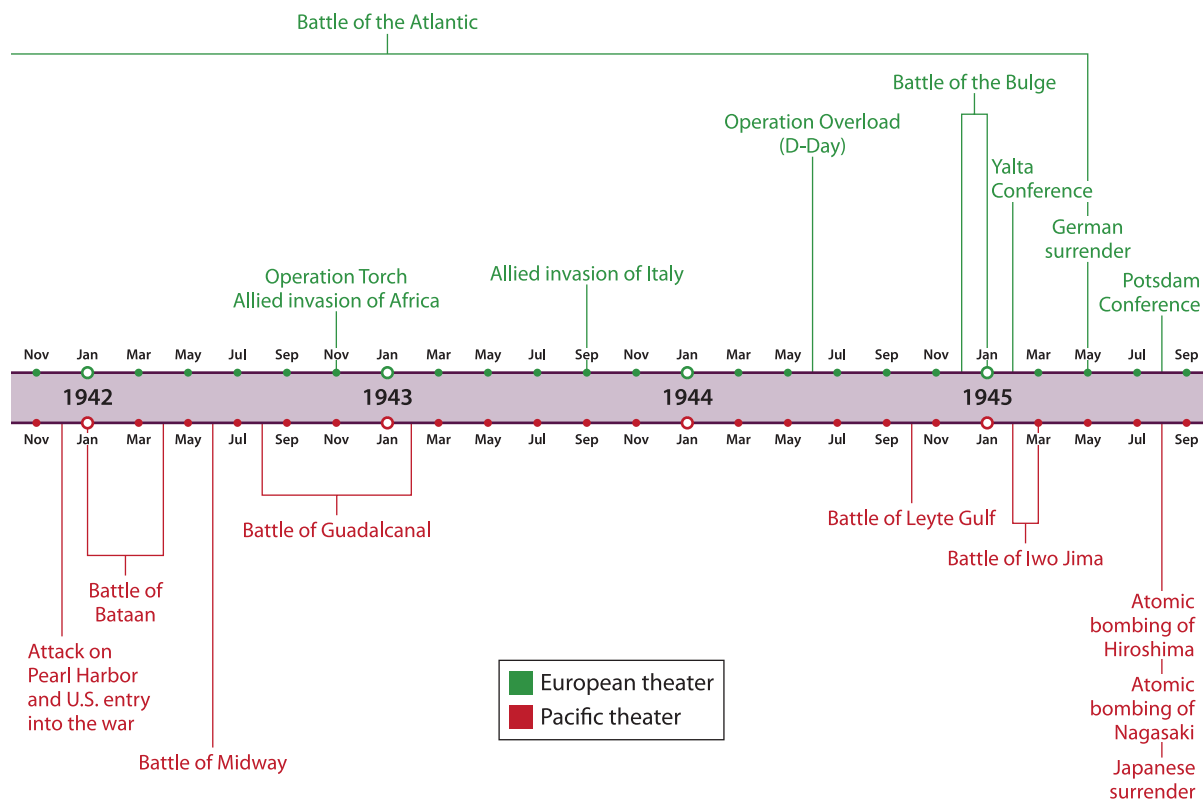 Battle of the Atlantic
Battle of the Bulge
Operation Overload
(D-Day)
Yalta
Conference
German
surrender
Operation Torch
Allied invasion of Africa
Allied invasion of Italy
Potsdam
Conference
Nov Jan Mar May Jul Sep Nov Jan Mar May Jul Sep Nov Jan Mar May Jul Sep Nov Jan Mar May Jul Sep
1942 1943 1944 1945
Nov Jan Mar May Jul Sep Nov Jan Mar May Jul Sep Nov Jan Mar May Jul Sep Nov Jan Mar May Jul Sep
Battle of Guadalcanal
Battle of Leyte Gulf
Battle of Iwo Jima
Battle of
Bataan
Attack on
Pearl Harbor
and U.S. entry
into the war
Battle of Midway
Atomic
bombing of
Hiroshima
Atomic
bombing of
Nagasaki
Japanese
surrender
European theater
Pacific theater